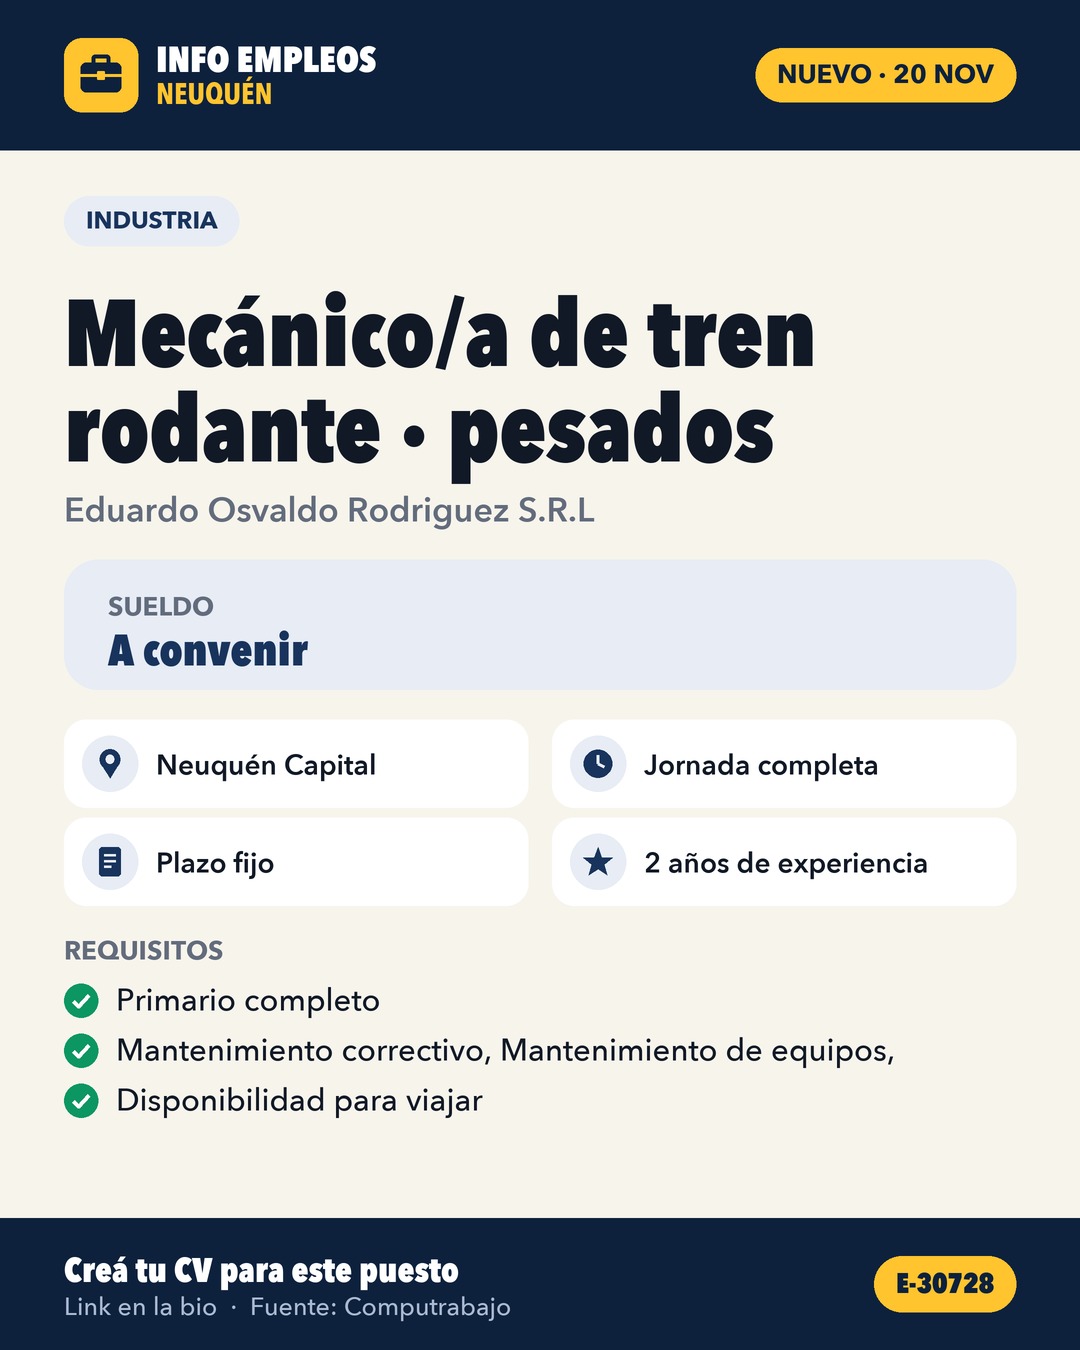 INFO EMPLEOS
NEUQUÉN
NUEVO · 20 NOV
INDUSTRIA
Mecánico/a de tren
rodante · pesados
Eduardo Osvaldo Rodriguez S.R.L
SUELDO
A convenir
Neuquén Capital
Jornada completa
Plazo fijo
2 años de experiencia
REQUISITOS
Primario completo
Mantenimiento correctivo, Mantenimiento de equipos,
Disponibilidad para viajar
Creá tu CV para este puesto
Link en la bio · Fuente: Computrabajo
E-30728